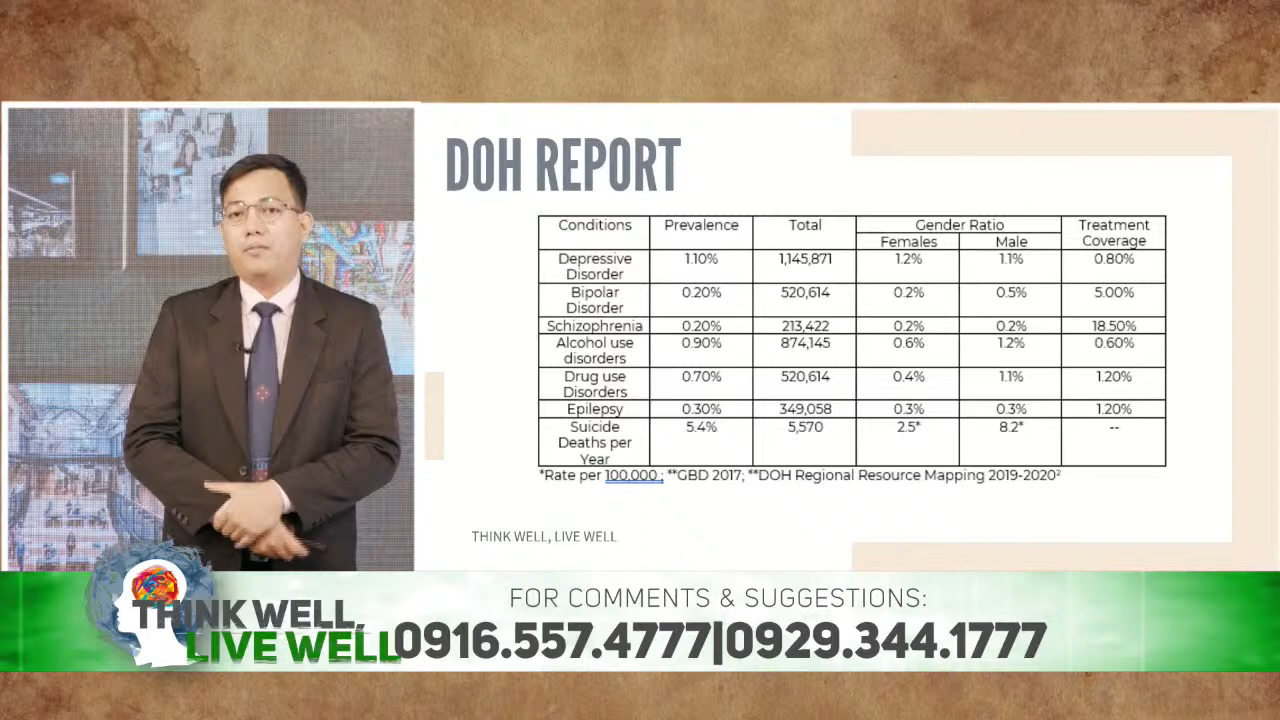 DOH REPORT
Conditions Prevalence Total Gender Ratio Treatment Coverage
Females Male
Depressive Disorder 1.10% 1,145,871 1.2% 1.1% 0.80%
Bipolar Disorder 0.20% 520,614 0.2% 0.5% 5.00%
Schizophrenia 0.20% 213,422 0.2% 0.2% 18.50%
Alcohol use disorders 0.90% 874,145 0.6% 1.2% 0.60%
Drug use Disorders 0.70% 520,614 0.4% 1.1% 1.20%
Epilepsy 0.30% 349,058 0.3% 0.3% 1.20%
Suicide Deaths per Year 5.4% 5,570 2.5* 8.2* --
*Rate per 100,000 ; **GBD 2017; **DOH Regional Resource Mapping 2019-2020²
THINK WELL, LIVE WELL
THINK WELL,
LIVE WELL
FOR COMMENTS & SUGGESTIONS:
0916.557.4777|0929.344.1777